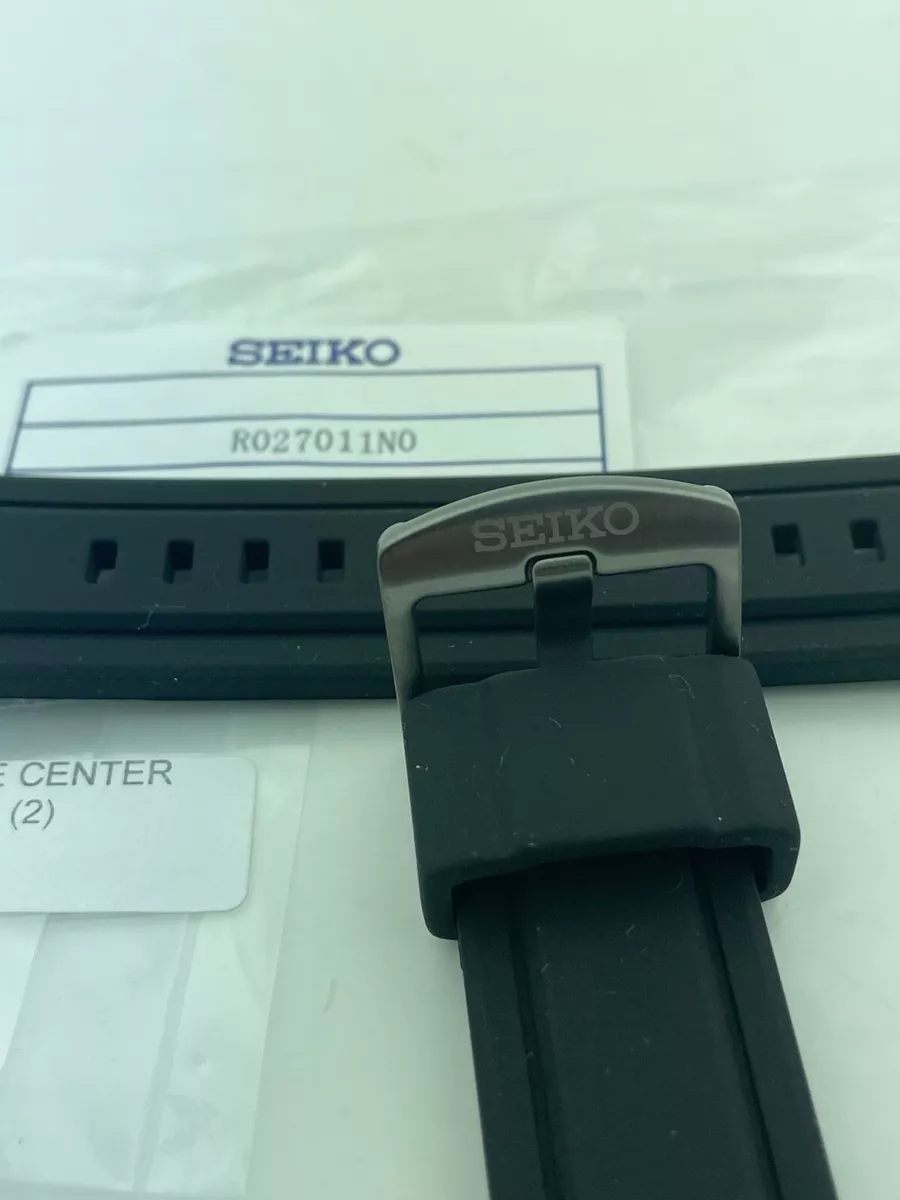 SEIKO
R027011N0
SEIKO
E CENTER
(2)